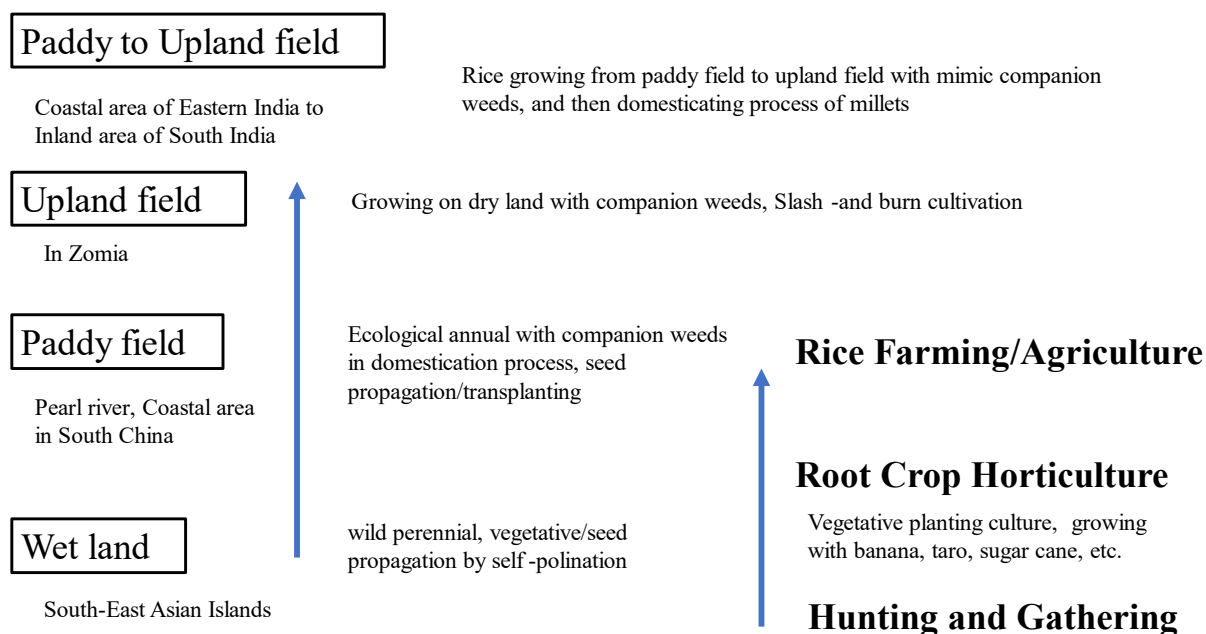 Paddy to Upland field
Coastal area of Eastern India to
Inland area of South India
Rice growing from paddy field to upland field with mimic companion
weeds, and then domesticating process of millets
Upland field
In Zomia
Growing on dry land with companion weeds, Slash -and burn cultivation
Paddy field
Pearl river, Coastal area
in South China
Ecological annual with companion weeds
in domestication process, seed
propagation/transplanting
Rice Farming/Agriculture
Root Crop Horticulture
Vegetative planting culture, growing
with banana, taro, sugar cane, etc.
Wet land
South-East Asian Islands
wild perennial, vegetative/seed
propagation by self -polination
Hunting and Gathering